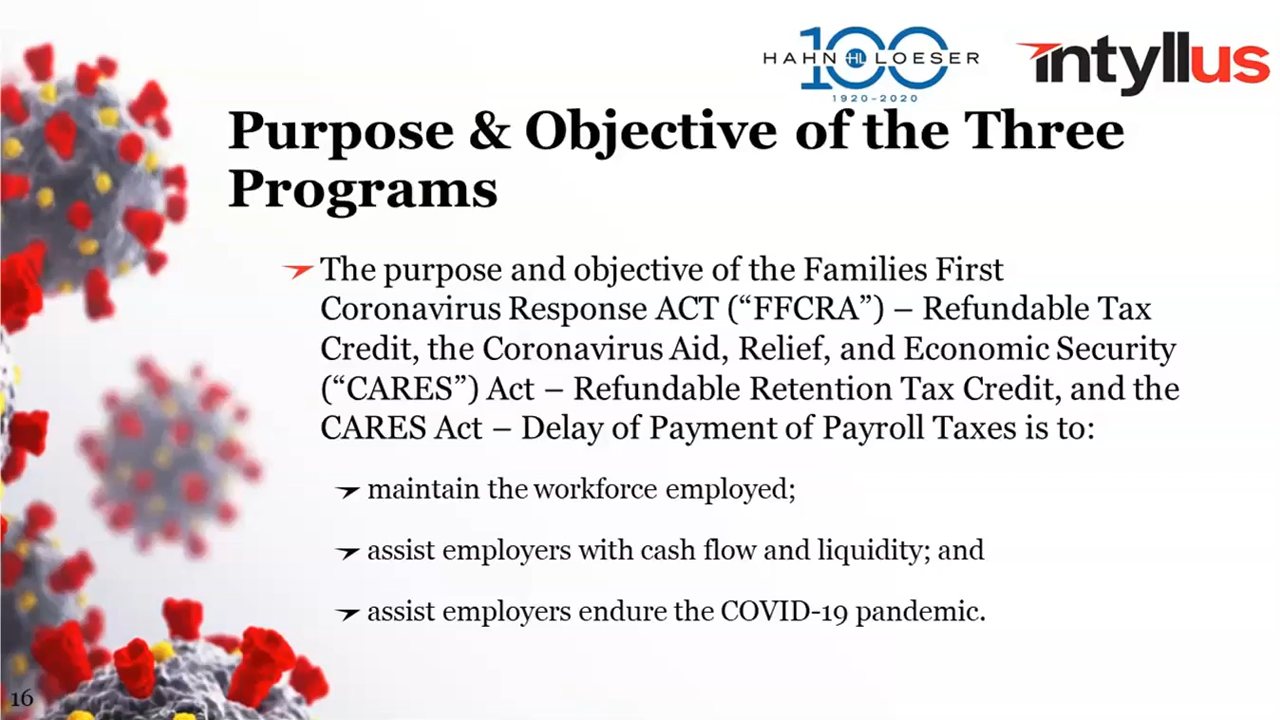 HAHN HL LOESER
100
1920-2020
intyllus
Purpose & Objective of the Three
Programs
The purpose and objective of the Families First
Coronavirus Response ACT (“FFCRA”) – Refundable Tax
Credit, the Coronavirus Aid, Relief, and Economic Security
(“CARES”) Act – Refundable Retention Tax Credit, and the
CARES Act – Delay of Payment of Payroll Taxes is to:
maintain the workforce employed;
assist employers with cash flow and liquidity; and
assist employers endure the COVID-19 pandemic.
16